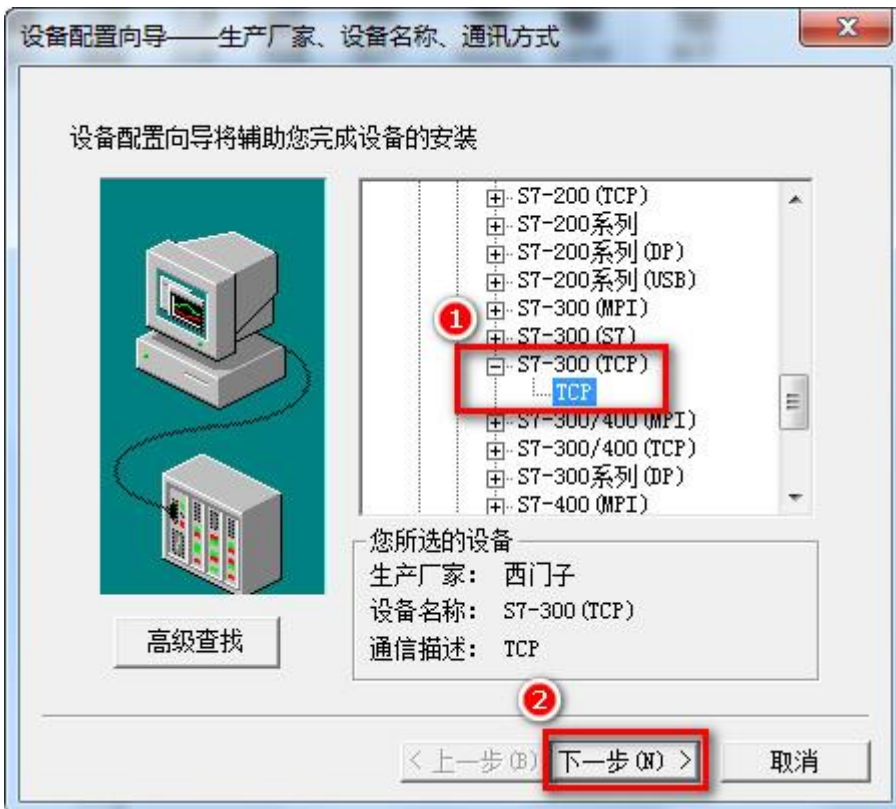 设备配置向导——生产厂家、设备名称、通讯方式
设备配置向导将辅助您完成设备的安装
S7-200(TCP)
S7-200系列
S7-200系列(DP)
S7-200系列(USB)
S7-300(MPI)
1
S7-300(S7)
S7-300(TCP)
TCP
S7-300/400(MPI)
S7-300/400(TCP)
S7-300系列(DP)
S7-400(MPI)
您所选的设备
生产厂家： 西门子
设备名称： S7-300(TCP)
通信描述： TCP
高级查找
2
<上一步(B) 下一步(N)> 取消